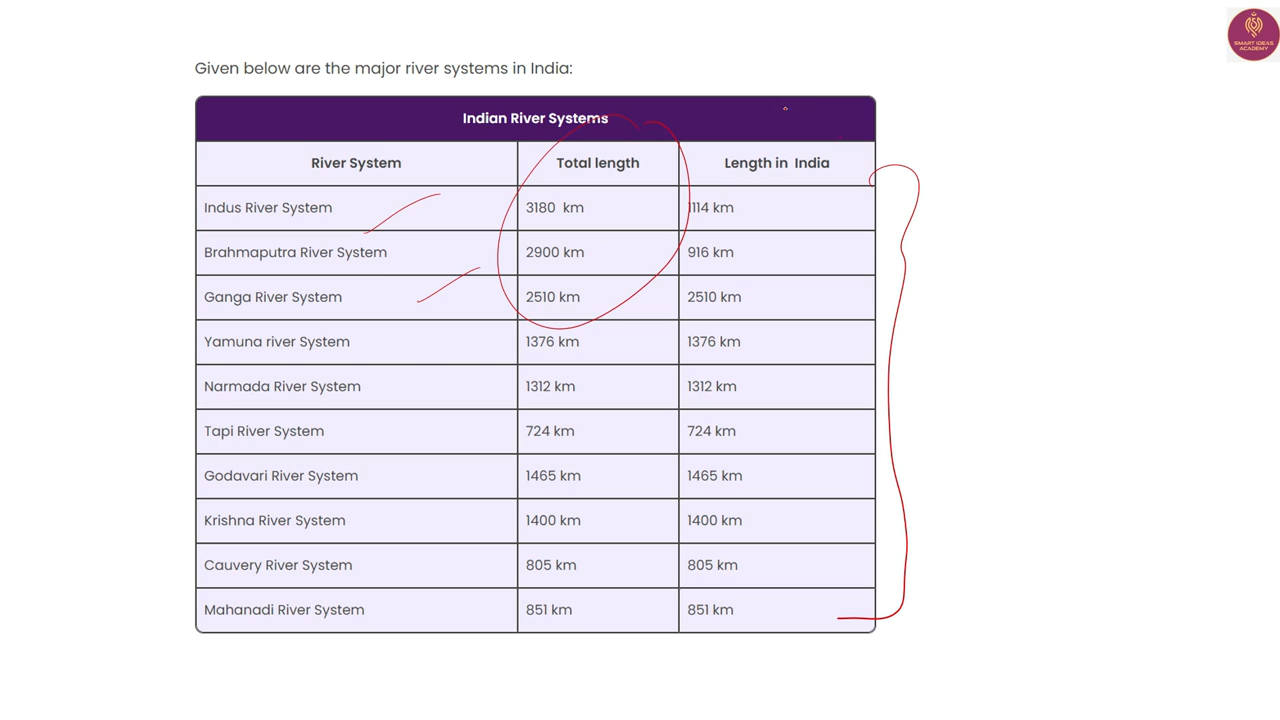 SMART IDEAS
ACADEMY
Given below are the major river systems in India:
Indian River Systems
River System Total length Length in India
Indus River System 3180 km 1114 km
Brahmaputra River System 2900 km 916 km
Ganga River System 2510 km 2510 km
Yamuna river System 1376 km 1376 km
Narmada River System 1312 km 1312 km
Tapi River System 724 km 724 km
Godavari River System 1465 km 1465 km
Krishna River System 1400 km 1400 km
Cauvery River System 805 km 805 km
Mahanadi River System 851 km 851 km